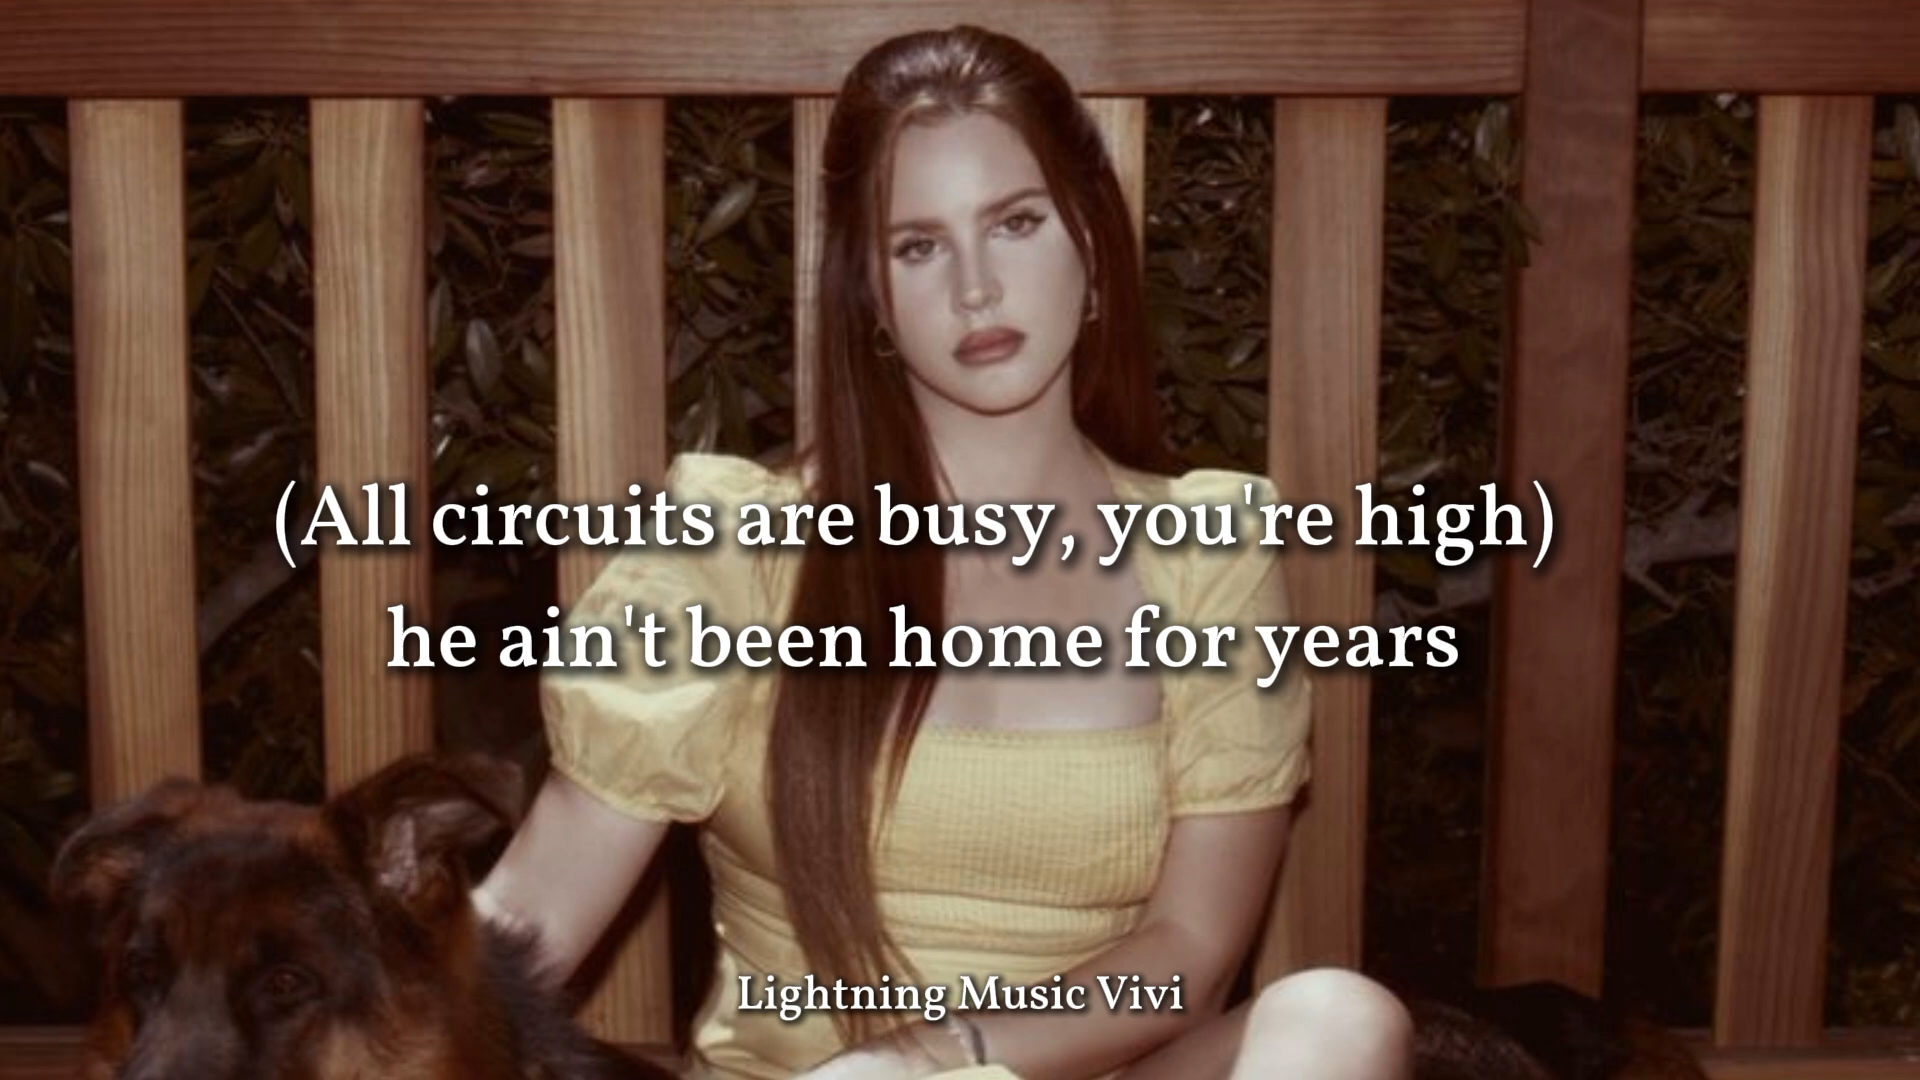 (All circuits are busy, you're high)
he ain't been home for years
Lightning Music Vivi